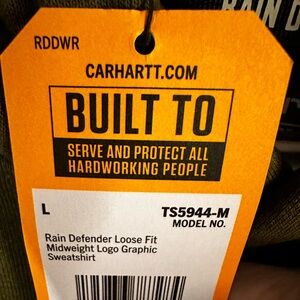 RAIN D
RDDWR
CARHARTT.COM
BUILT TO
SERVE AND PROTECT ALL
HARDWORKING PEOPLE
L
TS5944-M
MODEL NO.
Rain Defender Loose Fit
Midweight Logo Graphic
Sweatshirt